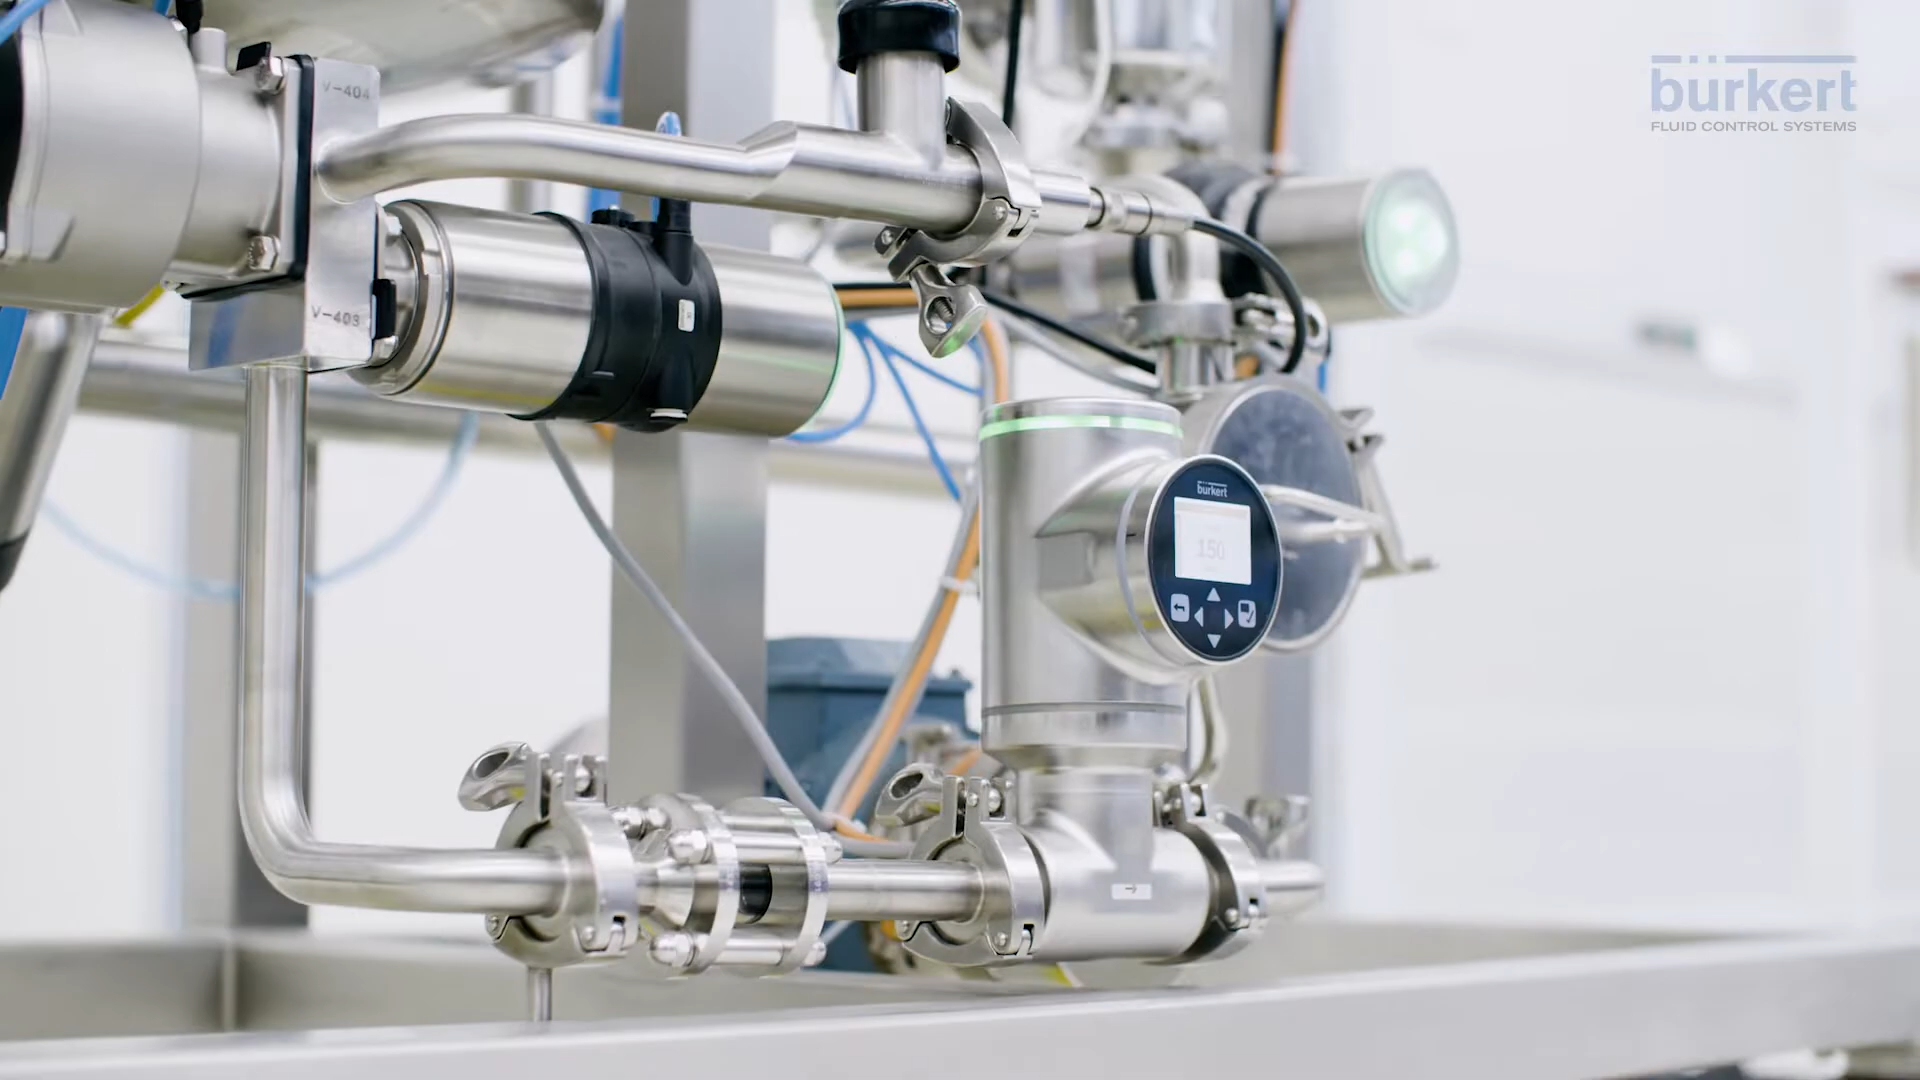 bürkert
FLUID CONTROL SYSTEMS
V-404
V-403
bürkert
150